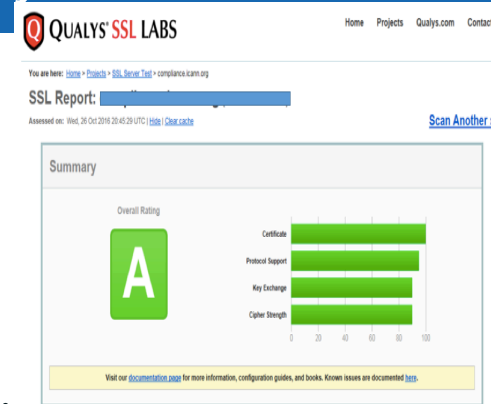 QUALYS® SSL LABS
Home Projects Qualys.com Contact
You are here: Home > Projects > SSL Server Test > compliance.icann.org
SSL Report:
Assessed on: Wed, 26 Oct 2016 20:45:29 UTC | Hide | Clear cache
Scan Another
Summary
Overall Rating
A
Certificate
Protocol Support
Key Exchange
Cipher Strength
0 20 40 60 80 100
Visit our documentation page for more information, configuration guides, and books. Known issues are documented here.